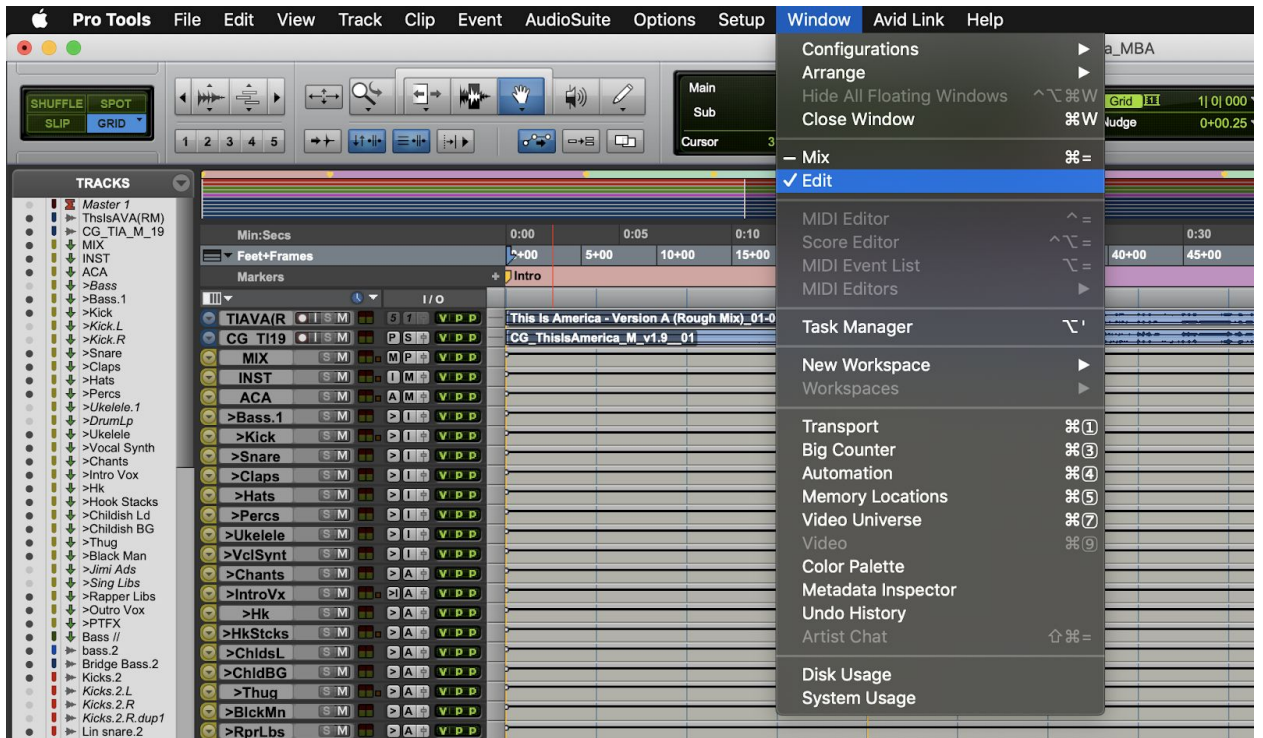 Pro Tools File Edit View Track Clip Event AudioSuite Options Setup Window Avid Link Help
a_MBA
SHUFFLE SPOT
SLIP GRID
1 2 3 4 5
Main
Sub
Cursor 3
Grid 1| 0| 000
Nudge 0+00.25
Configurations
Arrange
Hide All Floating Windows ^⌥⌘W
Close Window ⌘W
Mix ⌘=
✓ Edit
MIDI Editor ^=
Score Editor ^⌥=
MIDI Event List ⌥=
MIDI Editors
Task Manager ⌥'
New Workspace
Workspaces
Transport ⌘1
Big Counter ⌘3
Automation ⌘4
Memory Locations ⌘5
Video Universe ⌘7
Video ⌘9
Color Palette
Metadata Inspector
Undo History
Artist Chat ⇧⌘=
Disk Usage
System Usage
TRACKS
Master 1
ThsIsAVA(RM)
CG_TIA_M_19
MIX
INST
ACA
>Bass
>Bass.1
>Kick
>Kick.L
>Kick.R
>Snare
>Claps
>Hats
>Percs
>Ukelele.1
>DrumLp
>Ukelele
>Vocal Synth
>Chants
>Intro Vox
>Hk
>Hook Stacks
>Childish Ld
>Childish BG
>Thug
>Black Man
>Jimi Ads
>Sing Libs
>Rapper Libs
>Outro Vox
>PTFX
Bass //
bass.2
Bridge Bass.2
Kicks.2
Kicks.2.L
Kicks.2.R
Kicks.2.R.dup1
Lin snare.2
Min:Secs 0:00 0:05 0:10 0:30
Feet+Frames 0+00 5+00 10+00 15+00 40+00 45+00
Markers + Intro
I/O
TIAVA(R I S M 5 1 V P P This Is America - Version A (Rough Mix)_01-0
CG_TI19 I S M P S V P P CG_ThisIsAmerica_M_v1.9__01
MIX S M M P V P P
INST S M I M V P P
ACA S M A M V P P
>Bass.1 S M > I V P P
>Kick S M > I V P P
>Snare S M > I V P P
>Claps S M > I V P P
>Hats S M > I V P P
>Percs S M > I V P P
>Ukelele S M > I V P P
>VclSynt S M > I V P P
>Chants S M > A V P P
>IntroVx S M >I A V P P
>Hk S M > A V P P
>HkStcks S M > A V P P
>ChldsL S M > A V P P
>ChldBG S M > A V P P
>Thug S M > A V P P
>BlckMn S M > A V P P
>RprLbs S M > A V P P